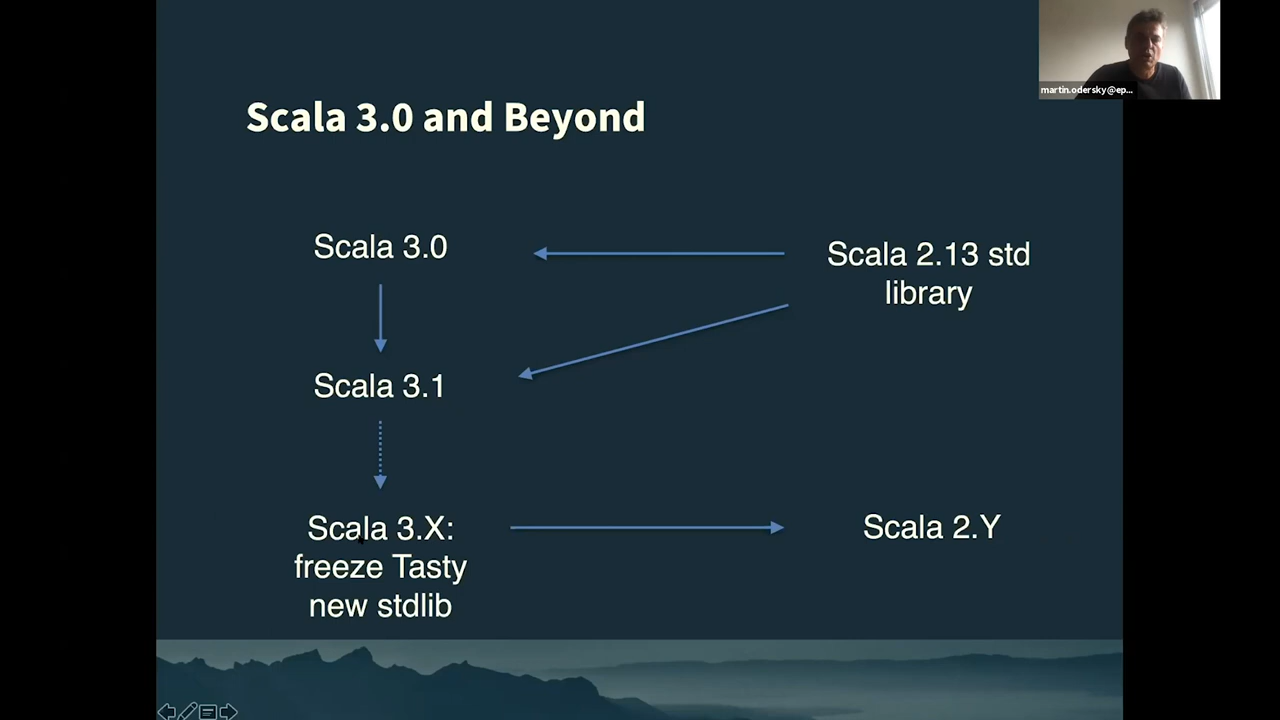 martin.odersky@ep...
Scala 3.0 and Beyond
Scala 3.0
Scala 2.13 std
library
Scala 3.1
Scala 3.X:
freeze Tasty
new stdlib
Scala 2.Y